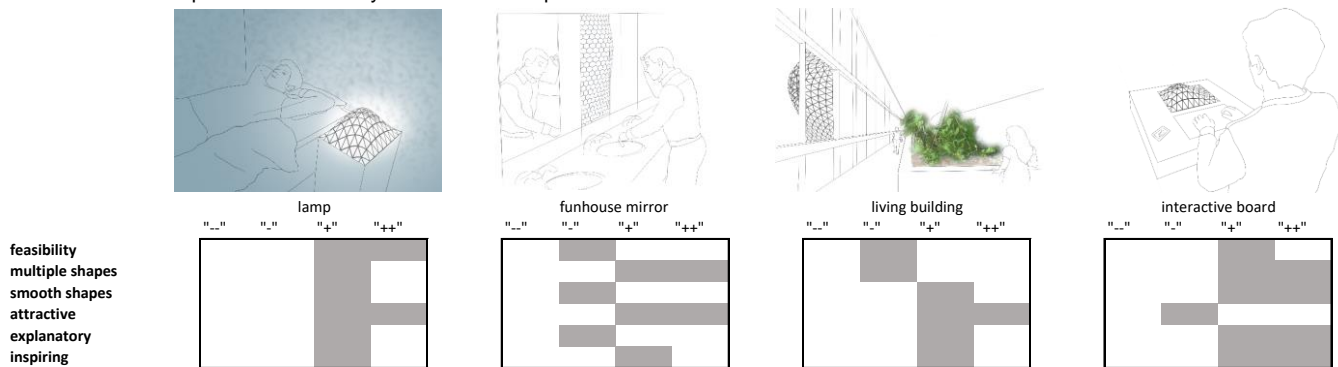 lamp
funhouse mirror
living building
interactive board
"--" "-" "+" "++"
"--" "-" "+" "++"
"--" "-" "+" "++"
"--" "-" "+" "++"
feasibility
multiple shapes
smooth shapes
attractive
explanatory
inspiring